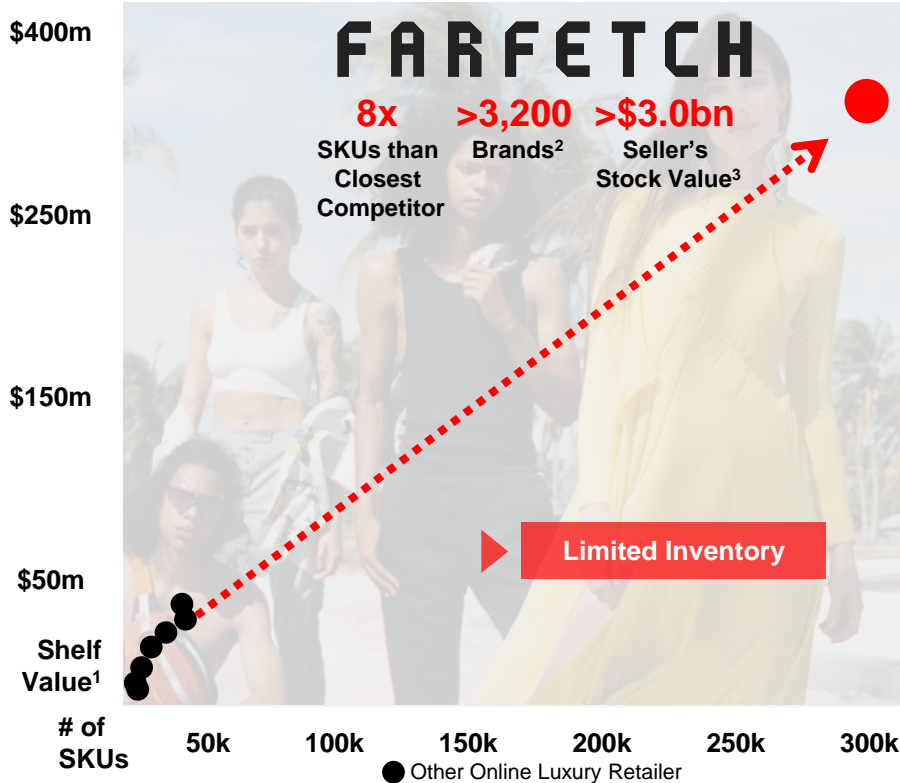 $400m
FARFETCH
8x >3,200 >$3.0bn
SKUs than Brands² Seller's
Closest Stock Value³
Competitor
$250m
$150m
Limited Inventory
$50m
Shelf
Value¹
# of
SKUs
50k 100k 150k 200k 250k 300k
Other Online Luxury Retailer